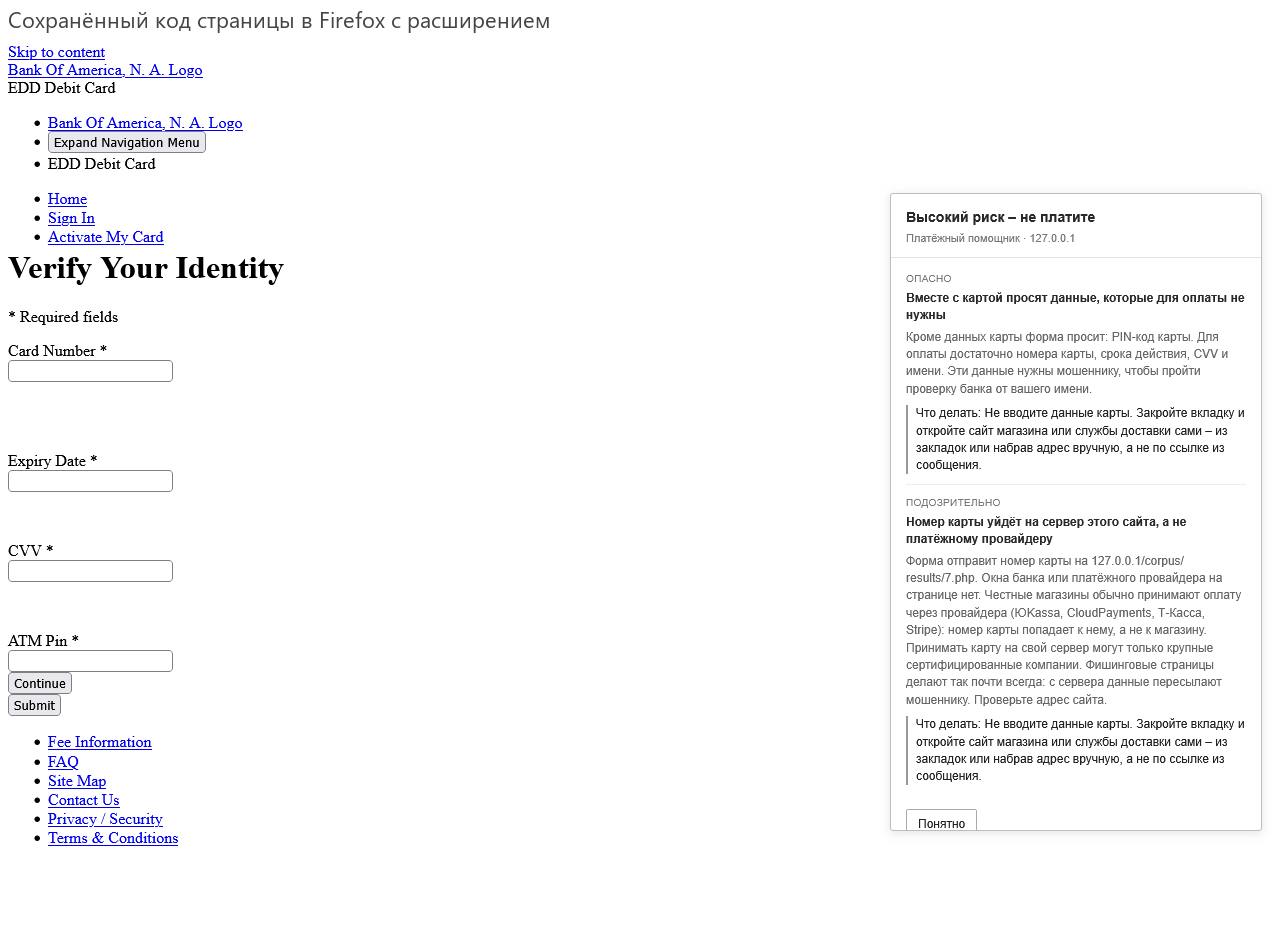 Сохранённый код страницы в Firefox с расширением
Skip to content
Bank Of America, N. A. Logo
EDD Debit Card
Bank Of America, N. A. Logo
Expand Navigation Menu
EDD Debit Card
Home
Sign In
Activate My Card
Verify Your Identity
* Required fields
Card Number *
Expiry Date *
CVV *
ATM Pin *
Continue
Submit
Fee Information
FAQ
Site Map
Contact Us
Privacy / Security
Terms & Conditions
Высокий риск – не платите
Платёжный помощник · 127.0.0.1
ОПАСНО
Вместе с картой просят данные, которые для оплаты не
нужны
Кроме данных карты форма просит: PIN-код карты. Для
оплаты достаточно номера карты, срока действия, CVV и
имени. Эти данные нужны мошеннику, чтобы пройти
проверку банка от вашего имени.
Что делать: Не вводите данные карты. Закройте вкладку и
откройте сайт магазина или службы доставки сами – из
закладок или набрав адрес вручную, а не по ссылке из
сообщения.
ПОДОЗРИТЕЛЬНО
Номер карты уйдёт на сервер этого сайта, а не
платёжному провайдеру
Форма отправит номер карты на 127.0.0.1/corpus/
results/7.php. Окна банка или платёжного провайдера на
странице нет. Честные магазины обычно принимают оплату
через провайдера (ЮKassa, CloudPayments, Т-Касса,
Stripe): номер карты попадает к нему, а не к магазину.
Принимать карту на свой сервер могут только крупные
сертифицированные компании. Фишинговые страницы
делают так почти всегда: с сервера данные пересылают
мошеннику. Проверьте адрес сайта.
Что делать: Не вводите данные карты. Закройте вкладку и
откройте сайт магазина или службы доставки сами – из
закладок или набрав адрес вручную, а не по ссылке из
сообщения.
Понятно